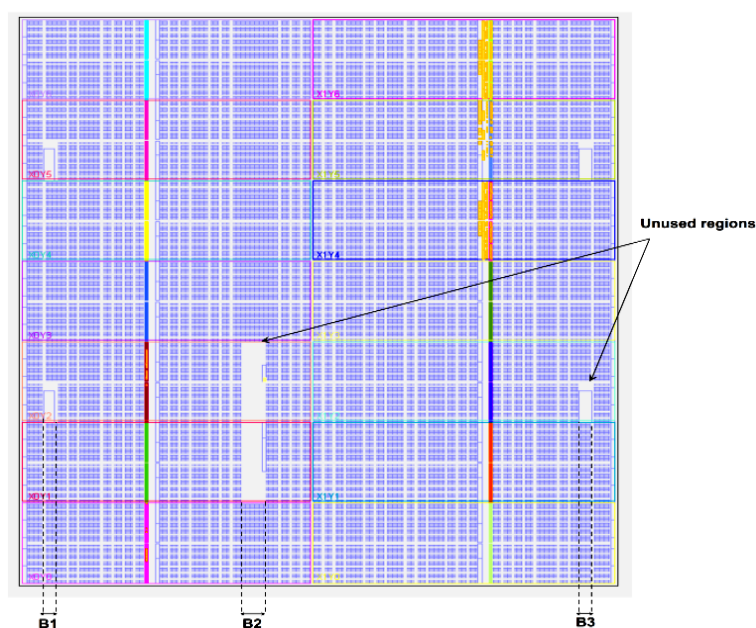 X1Y6
X0Y5
Unused regions
X1Y4
X0Y3
X0Y1
X1Y1
B1
B2
B3